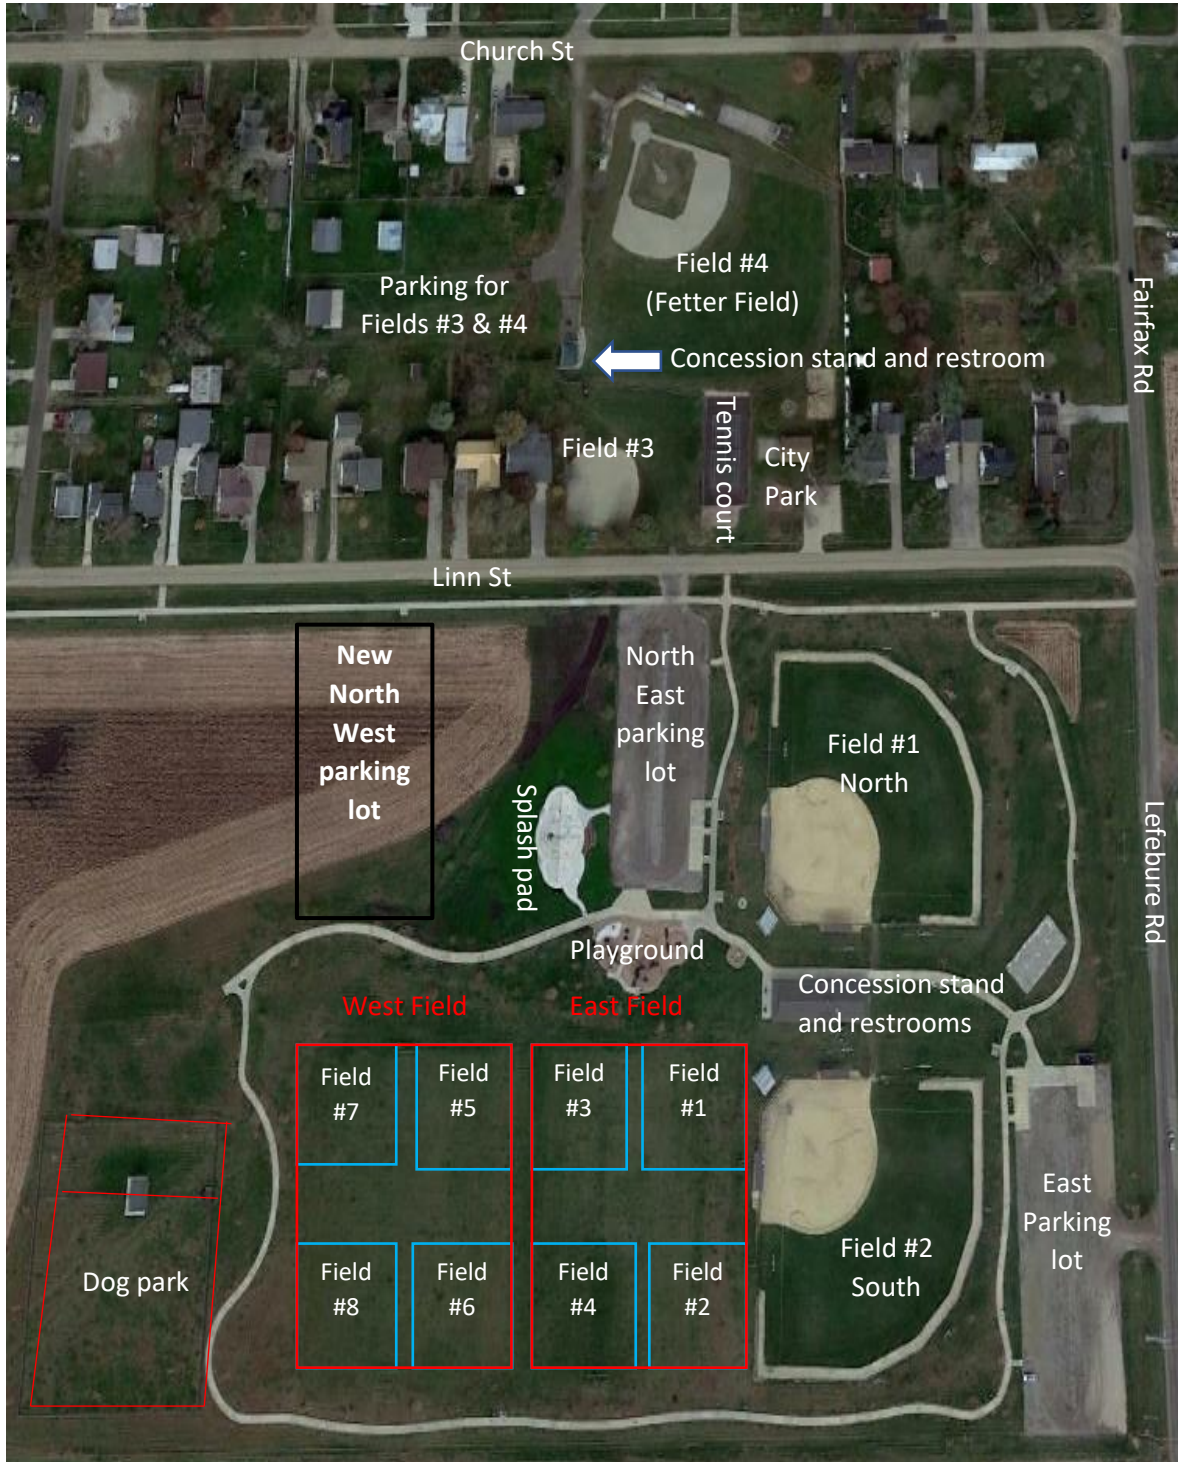 Church St
Field #4
(Fetter Field)
Parking for
Fields #3 & #4
Fairfax Rd
Concession stand and restroom
Tennis court
Field #3
City
Park
Linn St
New
North
West
parking
lot
North
East
parking
lot
Field #1
North
Splash pad
Lefebure Rd
Playground
Concession stand
and restrooms
West Field
East Field
Field
#7
Field
#5
Field
#3
Field
#1
East
Parking
lot
Field #2
South
Dog park
Field
#8
Field
#6
Field
#4
Field
#2